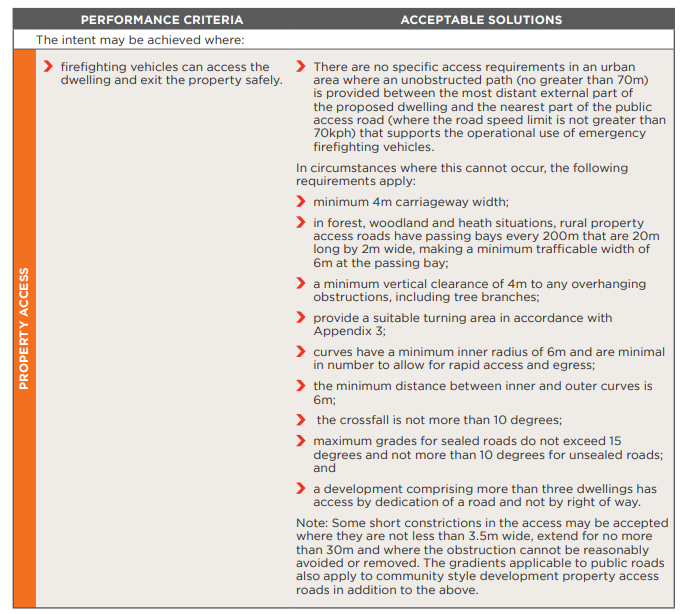 PERFORMANCE CRITERIA
ACCEPTABLE SOLUTIONS
The intent may be achieved where:
PROPERTY ACCESS
firefighting vehicles can access the
dwelling and exit the property safely.
There are no specific access requirements in an urban
area where an unobstructed path (no greater than 70m)
is provided between the most distant external part of
the proposed dwelling and the nearest part of the public
access road (where the road speed limit is not greater than
70kph) that supports the operational use of emergency
firefighting vehicles.
In circumstances where this cannot occur, the following
requirements apply:
minimum 4m carriageway width;
in forest, woodland and heath situations, rural property
access roads have passing bays every 200m that are 20m
long by 2m wide, making a minimum trafficable width of
6m at the passing bay;
a minimum vertical clearance of 4m to any overhanging
obstructions, including tree branches;
provide a suitable turning area in accordance with
Appendix 3;
curves have a minimum inner radius of 6m and are minimal
in number to allow for rapid access and egress;
the minimum distance between inner and outer curves is
6m;
the crossfall is not more than 10 degrees;
maximum grades for sealed roads do not exceed 15
degrees and not more than 10 degrees for unsealed roads;
and
a development comprising more than three dwellings has
access by dedication of a road and not by right of way.
Note: Some short constrictions in the access may be accepted
where they are not less than 3.5m wide, extend for no more
than 30m and where the obstruction cannot be reasonably
avoided or removed. The gradients applicable to public roads
also apply to community style development property access
roads in addition to the above.